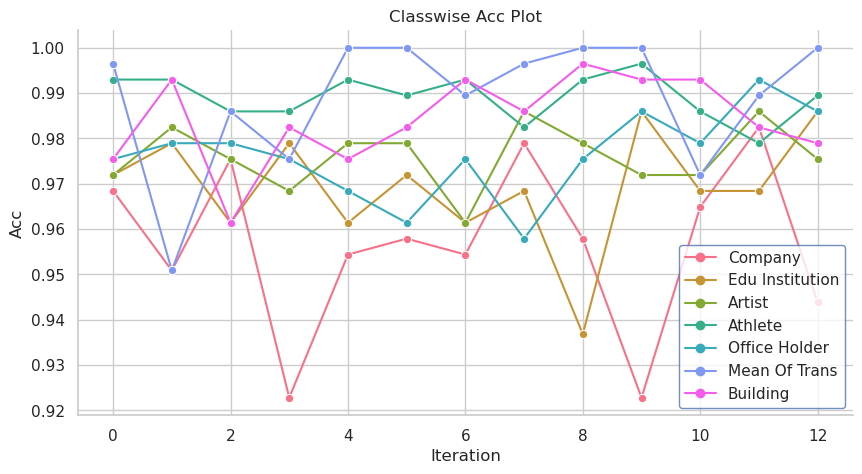 Classwise Acc Plot
1.00
0.99
0.98
0.97
0.96
0.95
0.94
0.93
0.92
Acc
0 2 4 6 8 10 12
Iteration
Company
Edu Institution
Artist
Athlete
Office Holder
Mean Of Trans
Building